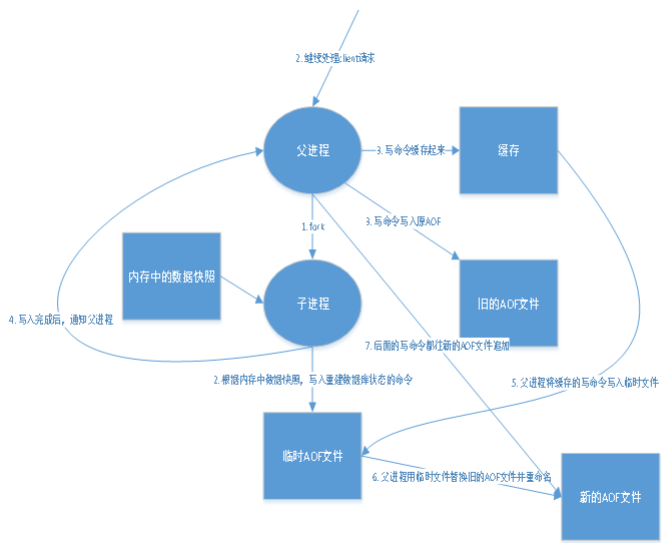 2. 继续处理client请求
父进程
3. 写命令缓存起来
缓存
1.fork
3. 写命令写入原AOF
内存中的数据快照
子进程
旧的AOF文件
4. 写入完成后，通知父进程
7. 后面的写命令都往新的AOF文件追加
2. 根据内存中数据快照，写入重建数据库状态的命令
5. 父进程将缓存的写命令写入临时文件
临时AOF文件
6. 父进程用临时文件替换旧的AOF文件并重命名
新的AOF文件